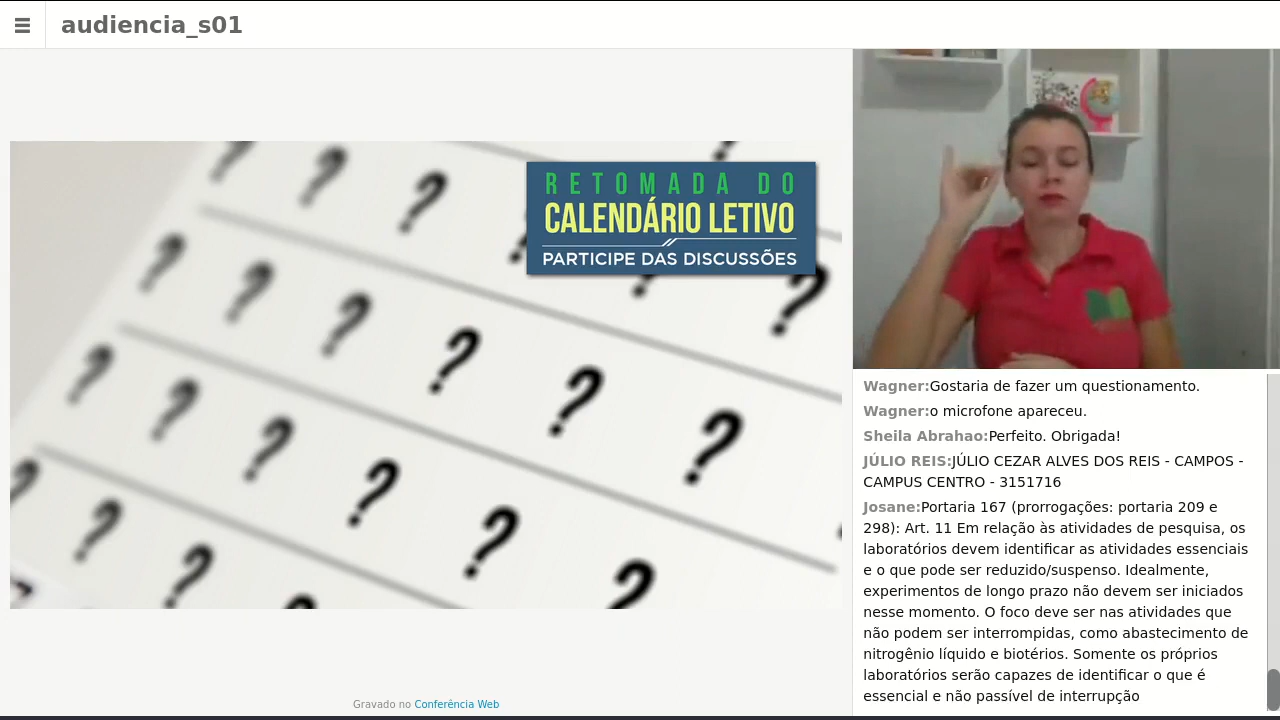 audiencia_s01
RETOMADA DO
CALENDÁRIO LETIVO
PARTICIPE DAS DISCUSSÕES
Wagner:Gostaria de fazer um questionamento.
Wagner:o microfone apareceu.
Sheila Abrahao:Perfeito. Obrigada!
JÚLIO REIS:JÚLIO CEZAR ALVES DOS REIS - CAMPOS -
CAMPUS CENTRO - 3151716
Josane:Portaria 167 (prorrogações: portaria 209 e
298): Art. 11 Em relação às atividades de pesquisa, os
laboratórios devem identificar as atividades essenciais
e o que pode ser reduzido/suspenso. Idealmente,
experimentos de longo prazo não devem ser iniciados
nesse momento. O foco deve ser nas atividades que
não podem ser interrompidas, como abastecimento de
nitrogênio líquido e biotérios. Somente os próprios
laboratórios serão capazes de identificar o que é
essencial e não passível de interrupção
Gravado no Conferência Web